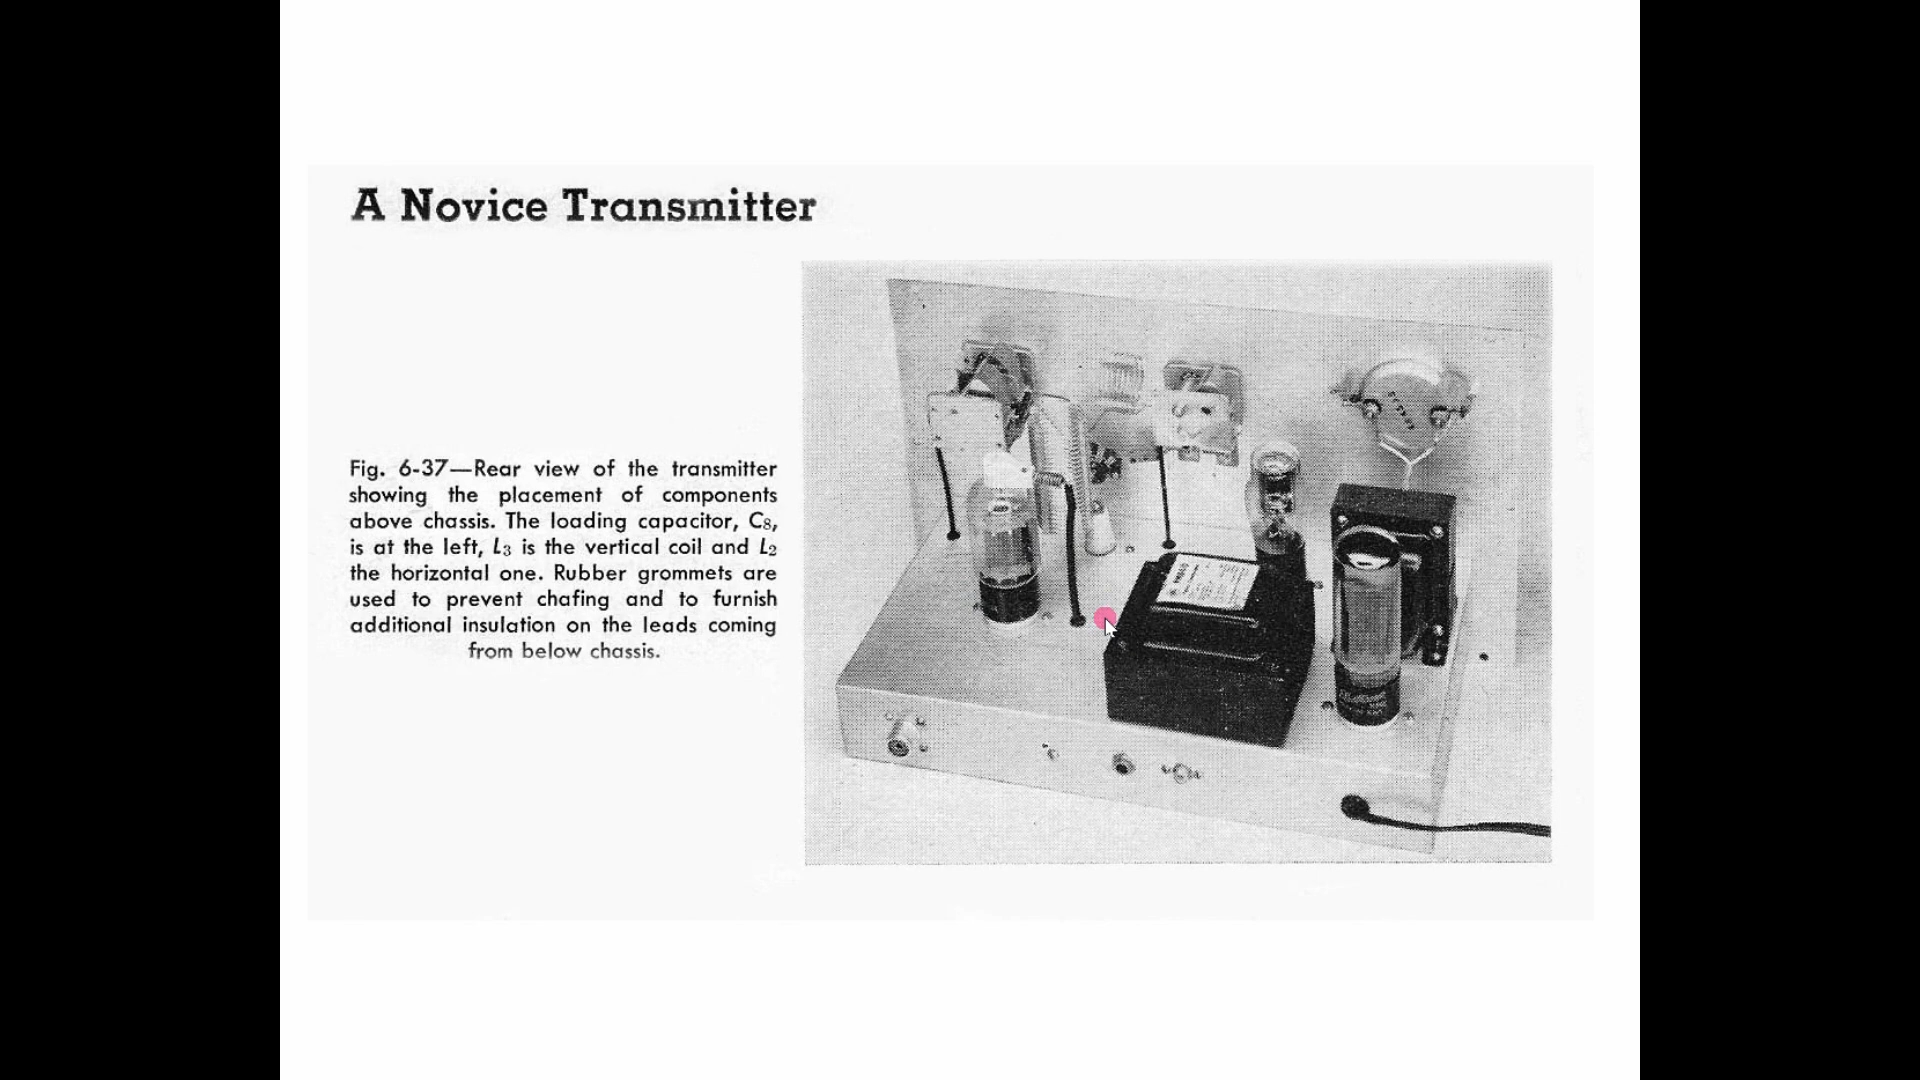 A Novice Transmitter
Fig. 6-37—Rear view of the transmitter
showing the placement of components
above chassis. The loading capacitor, C8,
is at the left, L3 is the vertical coil and L2
the horizontal one. Rubber grommets are
used to prevent chafing and to furnish
additional insulation on the leads coming
from below chassis.